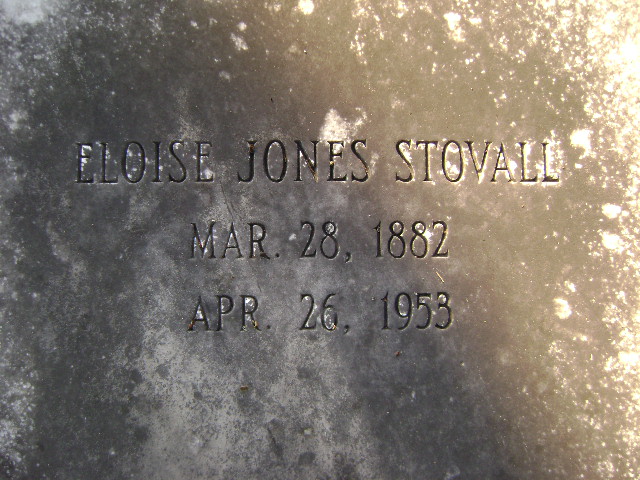 ELOISE JONES STOVALL
MAR. 28, 1882
APR. 26, 1953